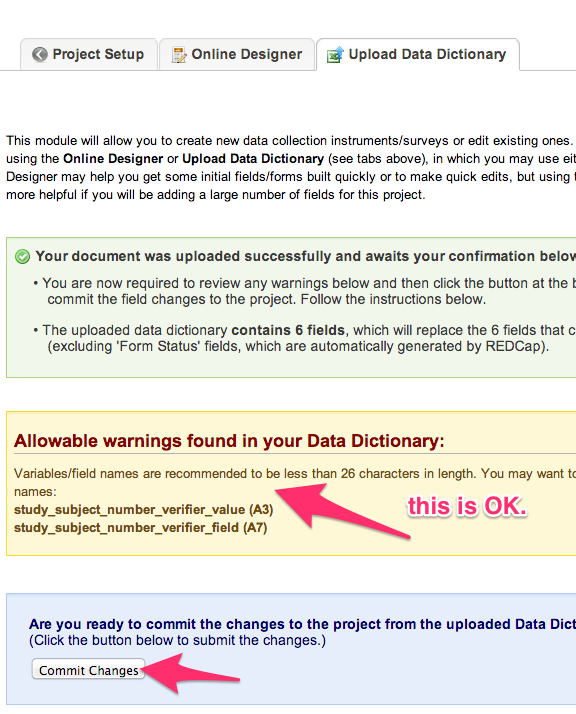 Project Setup
Online Designer
Upload Data Dictionary
This module will allow you to create new data collection instruments/surveys or edit existing ones.
using the Online Designer or Upload Data Dictionary (see tabs above), in which you may use
Designer may help you get some initial fields/forms built quickly or to make quick edits, but using
more helpful if you will be adding a large number of fields for this project.
Your document was uploaded successfully and awaits your confirmation below
• You are now required to review any warnings below and then click the button at the
commit the field changes to the project. Follow the instructions below.
• The uploaded data dictionary contains 6 fields, which will replace the 6 fields that
(excluding 'Form Status' fields, which are automatically generated by REDCap).
Allowable warnings found in your Data Dictionary:
Variables/field names are recommended to be less than 26 characters in length. You may want to
names:
study_subject_number_verifier_value (A3)
study_subject_number_verifier_field (A7)
this is OK.
Are you ready to commit the changes to the project from the uploaded Data
(Click the button below to submit the changes.)
Commit Changes